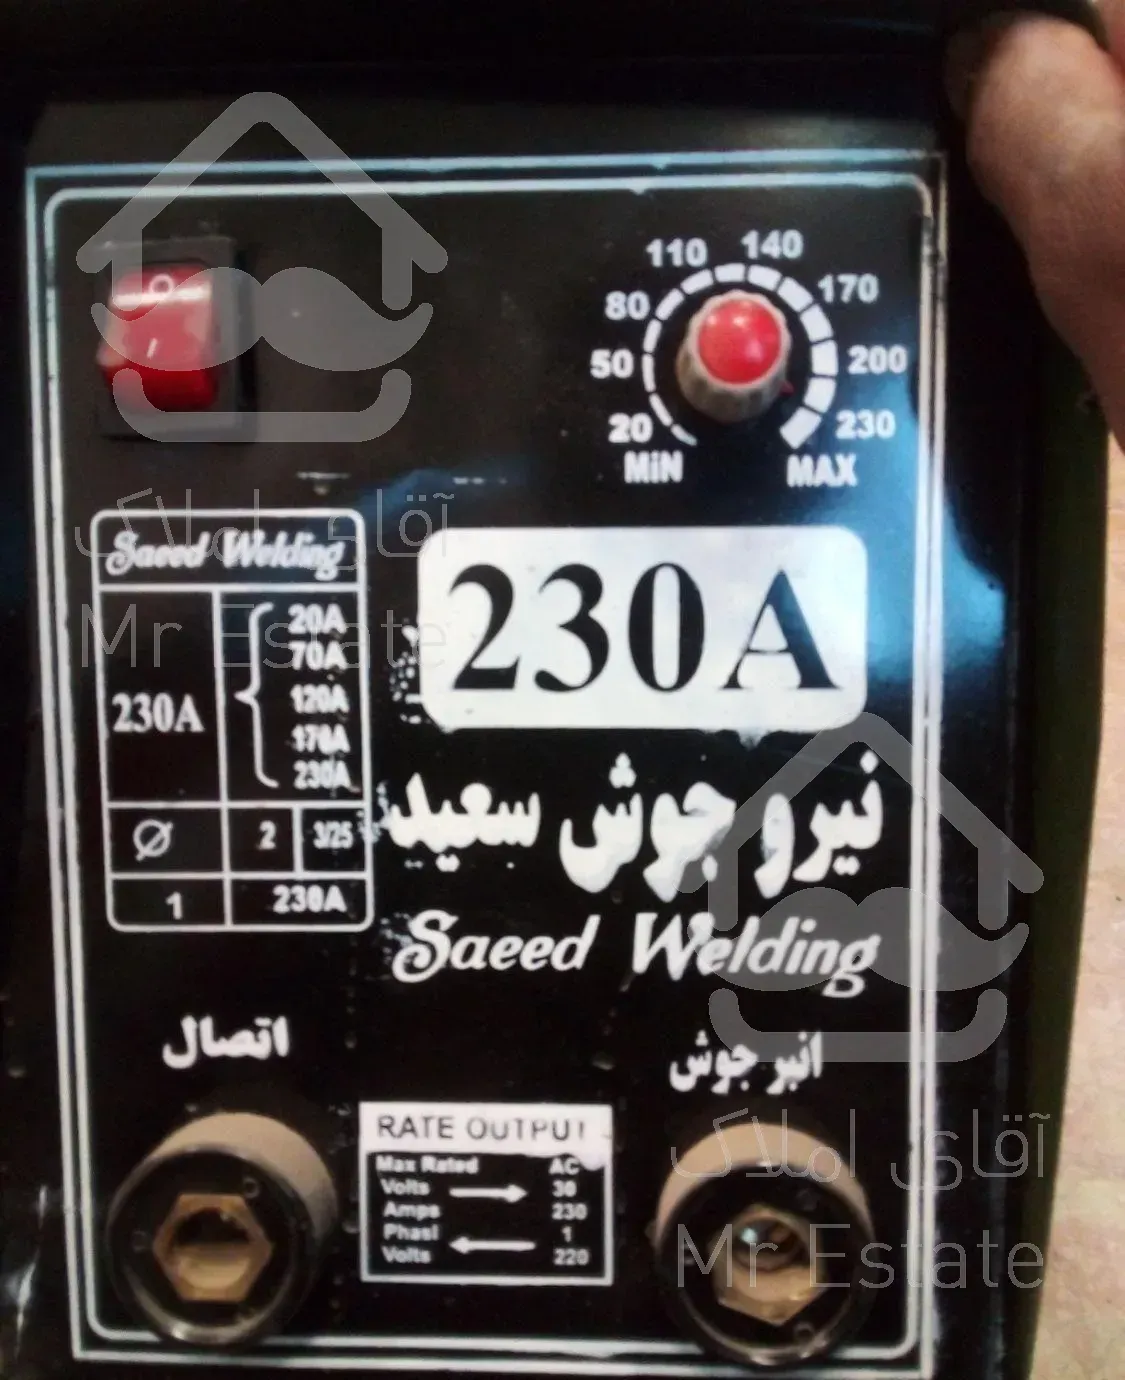 110 140
80 170
50 200
20 230
MiN MAX
آقای املاک
Mr Estate
Saeed Welding
230A
20A
70A
120A
170A
230A
Ø 2 3/25
1 230A
230A
نیرو جوش سعید
Saeed Welding
اتصال
انبر جوش
RATE OUTPUT
Max Rated AC
Volts 30
Amps 230
Phasl 1
Volts 220
آقای املاک
Mr Estate